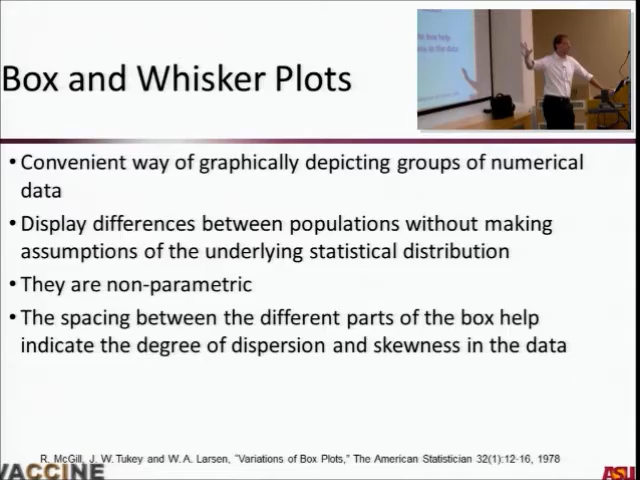 Box and Whisker Plots
• Convenient way of graphically depicting groups of numerical
data
• Display differences between populations without making
assumptions of the underlying statistical distribution
• They are non-parametric
• The spacing between the different parts of the box help
indicate the degree of dispersion and skewness in the data
R. McGill, J. W. Tukey and W. A. Larsen, "Variations of Box Plots," The American Statistician 32(1):12-16, 1978
VACCINE
ASU